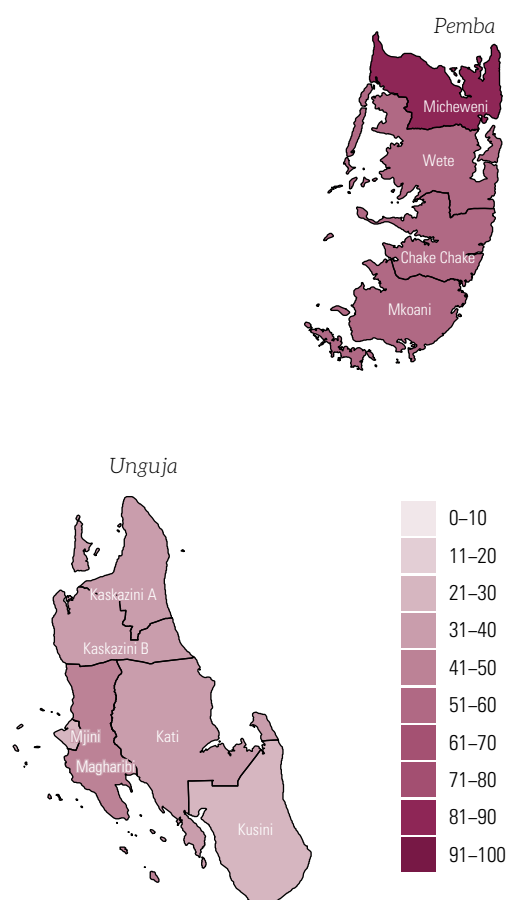 Pemba
Micheweni
Wete
Chake Chake
Mkoani
Unguja
Kaskazini A
Kaskazini B
Mjini
Kati
Magharibi
Kusini
0–10
11–20
21–30
31–40
41–50
51–60
61–70
71–80
81–90
91–100